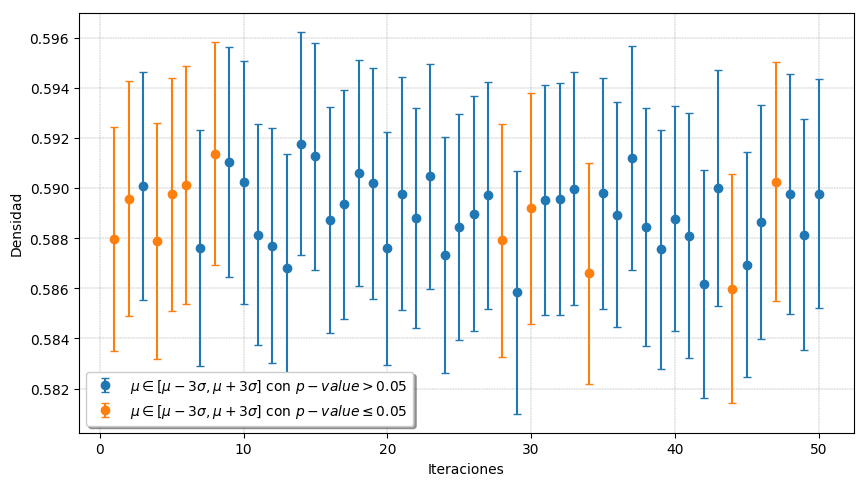 0.596
0.594
0.592
0.590
0.588
0.586
0.584
0.582
Densidad
μ ∈ [μ − 3σ, μ + 3σ] con p − value > 0.05
μ ∈ [μ − 3σ, μ + 3σ] con p − value ≤ 0.05
0 10 20 30 40 50
Iteraciones